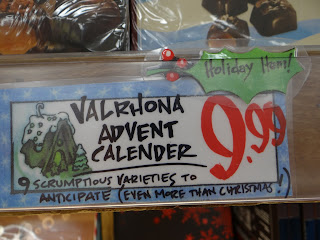 Holiday Item!
VALRHONA
ADVENT
CALENDER
9.99
9 SCRUMPTIOUS VARIETIES TO
ANTICIPATE (EVEN MORE THAN CHRISTMAS!)